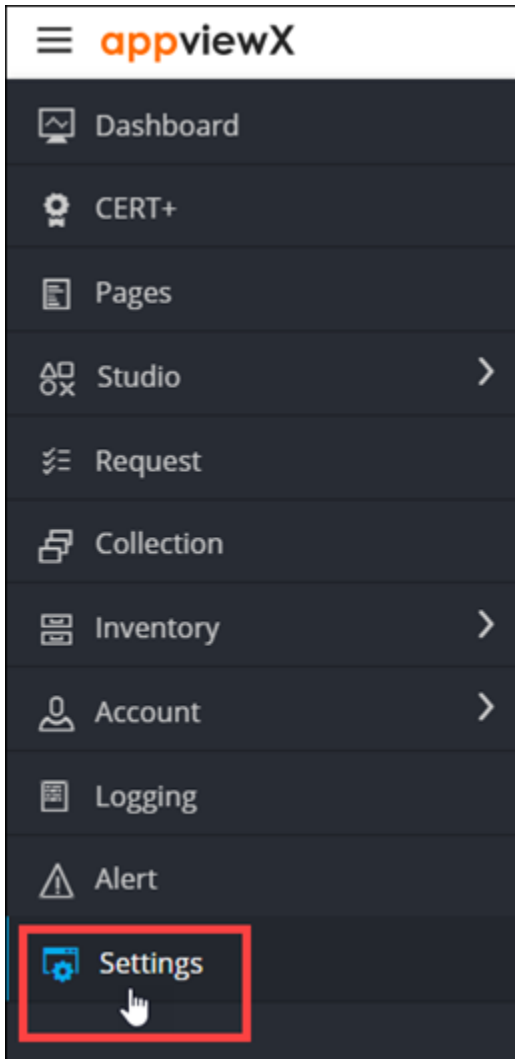 appviewX
Dashboard
CERT+
Pages
Studio
Request
Collection
Inventory
Account
Logging
Alert
Settings